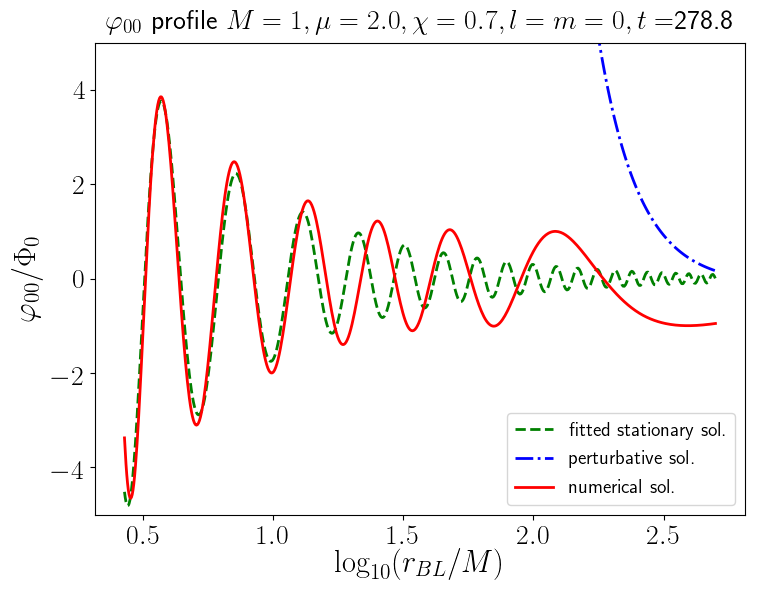 φ₀₀ profile M = 1, μ = 2.0, χ = 0.7, l = m = 0, t =278.8
φ₀₀/Φ₀
4
2
0
−2
−4
fitted stationary sol.
perturbative sol.
numerical sol.
0.5 1.0 1.5 2.0 2.5
log₁₀(r_BL/M)